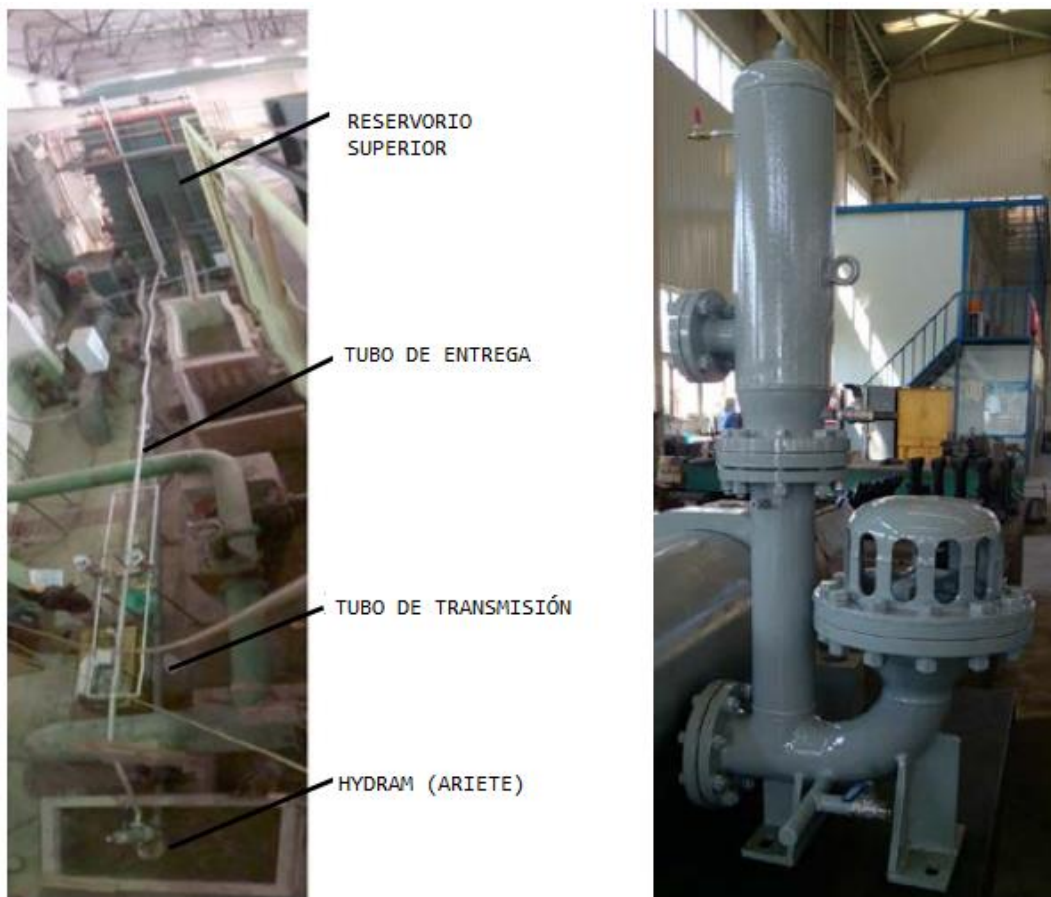 RESERVORIO
SUPERIOR
TUBO DE ENTREGA
TUBO DE TRANSMISIÓN
HYDRAM (ARIETE)